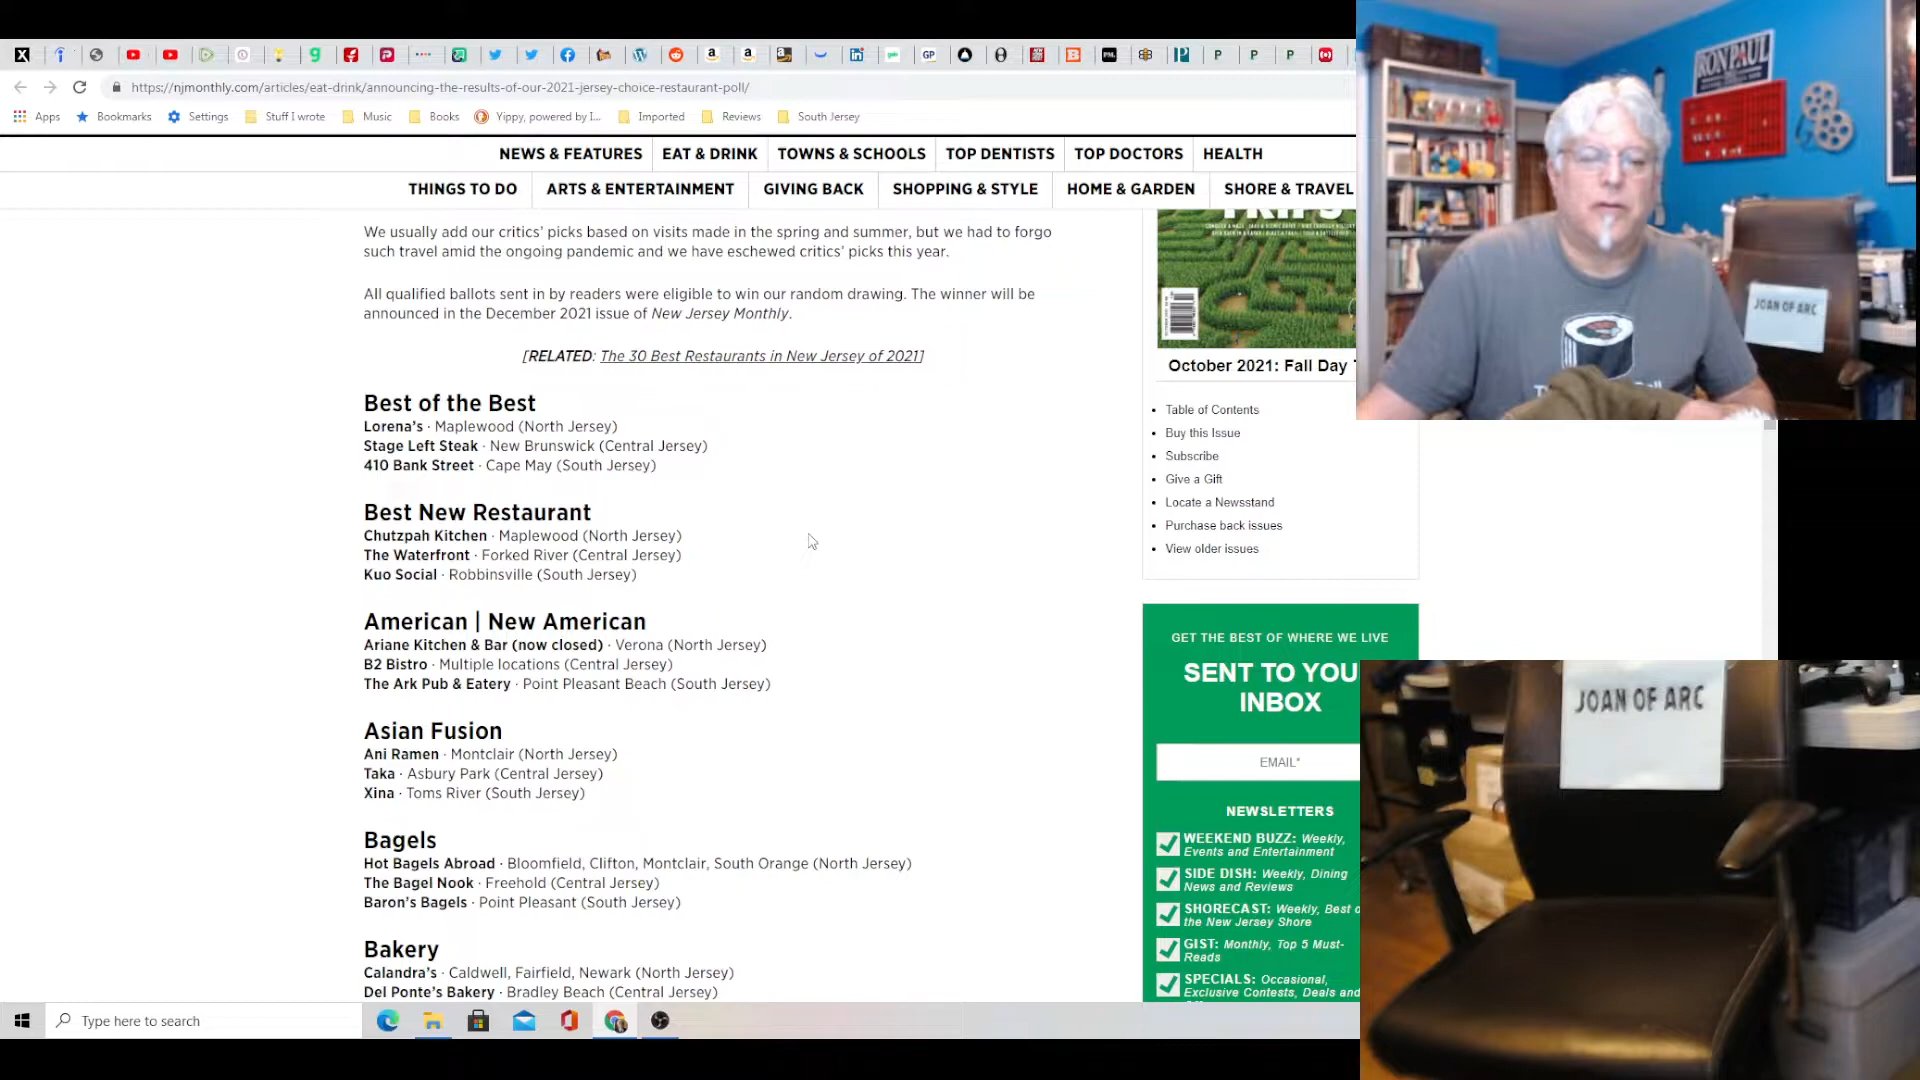 https://njmonthly.com/articles/eat-drink/announcing-the-results-of-our-2021-jersey-choice-restaurant-poll/
Apps Bookmarks Settings Stuff I wrote Music Books Yippy, powered by I... Imported Reviews South Jersey
NEWS & FEATURES EAT & DRINK TOWNS & SCHOOLS TOP DENTISTS TOP DOCTORS HEALTH
THINGS TO DO ARTS & ENTERTAINMENT GIVING BACK SHOPPING & STYLE HOME & GARDEN SHORE & TRAVEL
We usually add our critics' picks based on visits made in the spring and summer, but we had to forgo
such travel amid the ongoing pandemic and we have eschewed critics' picks this year.
All qualified ballots sent in by readers were eligible to win our random drawing. The winner will be
announced in the December 2021 issue of New Jersey Monthly.
[RELATED: The 30 Best Restaurants in New Jersey of 2021]
Best of the Best
Lorena's · Maplewood (North Jersey)
Stage Left Steak · New Brunswick (Central Jersey)
410 Bank Street · Cape May (South Jersey)
Best New Restaurant
Chutzpah Kitchen · Maplewood (North Jersey)
The Waterfront · Forked River (Central Jersey)
Kuo Social · Robbinsville (South Jersey)
American | New American
Ariane Kitchen & Bar (now closed) · Verona (North Jersey)
B2 Bistro · Multiple locations (Central Jersey)
The Ark Pub & Eatery · Point Pleasant Beach (South Jersey)
Asian Fusion
Ani Ramen · Montclair (North Jersey)
Taka · Asbury Park (Central Jersey)
Xina · Toms River (South Jersey)
Bagels
Hot Bagels Abroad · Bloomfield, Clifton, Montclair, South Orange (North Jersey)
The Bagel Nook · Freehold (Central Jersey)
Baron's Bagels · Point Pleasant (South Jersey)
Bakery
Calandra's · Caldwell, Fairfield, Newark (North Jersey)
Del Ponte's Bakery · Bradley Beach (Central Jersey)
October 2021: Fall Day
Table of Contents
Buy this Issue
Subscribe
Give a Gift
Locate a Newsstand
Purchase back issues
View older issues
GET THE BEST OF WHERE WE LIVE
SENT TO YOU
INBOX
EMAIL*
NEWSLETTERS
WEEKEND BUZZ: Weekly,
Events and Entertainment
SIDE DISH: Weekly, Dining
News and Reviews
SHORECAST: Weekly, Best o
the New Jersey Shore
GIST: Monthly, Top 5 Must-
Reads
SPECIALS: Occasional,
Exclusive Contests, Deals and
RON PAUL
JOAN OF ARC
JOAN OF ARC
Type here to search